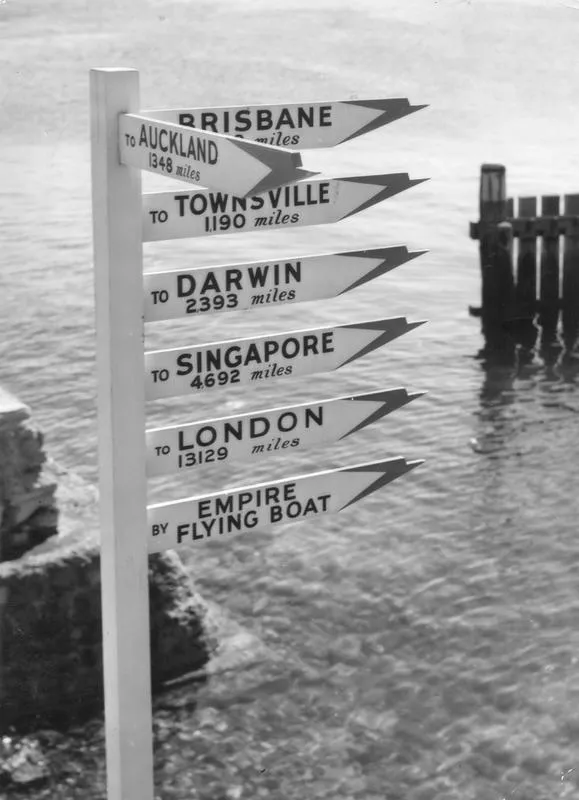 BRISBANE
miles
TO AUCKLAND
1348 miles
TO TOWNSVILLE
1190 miles
TO DARWIN
2393 miles
TO SINGAPORE
4692 miles
TO LONDON
13129 miles
BY EMPIRE
FLYING BOAT